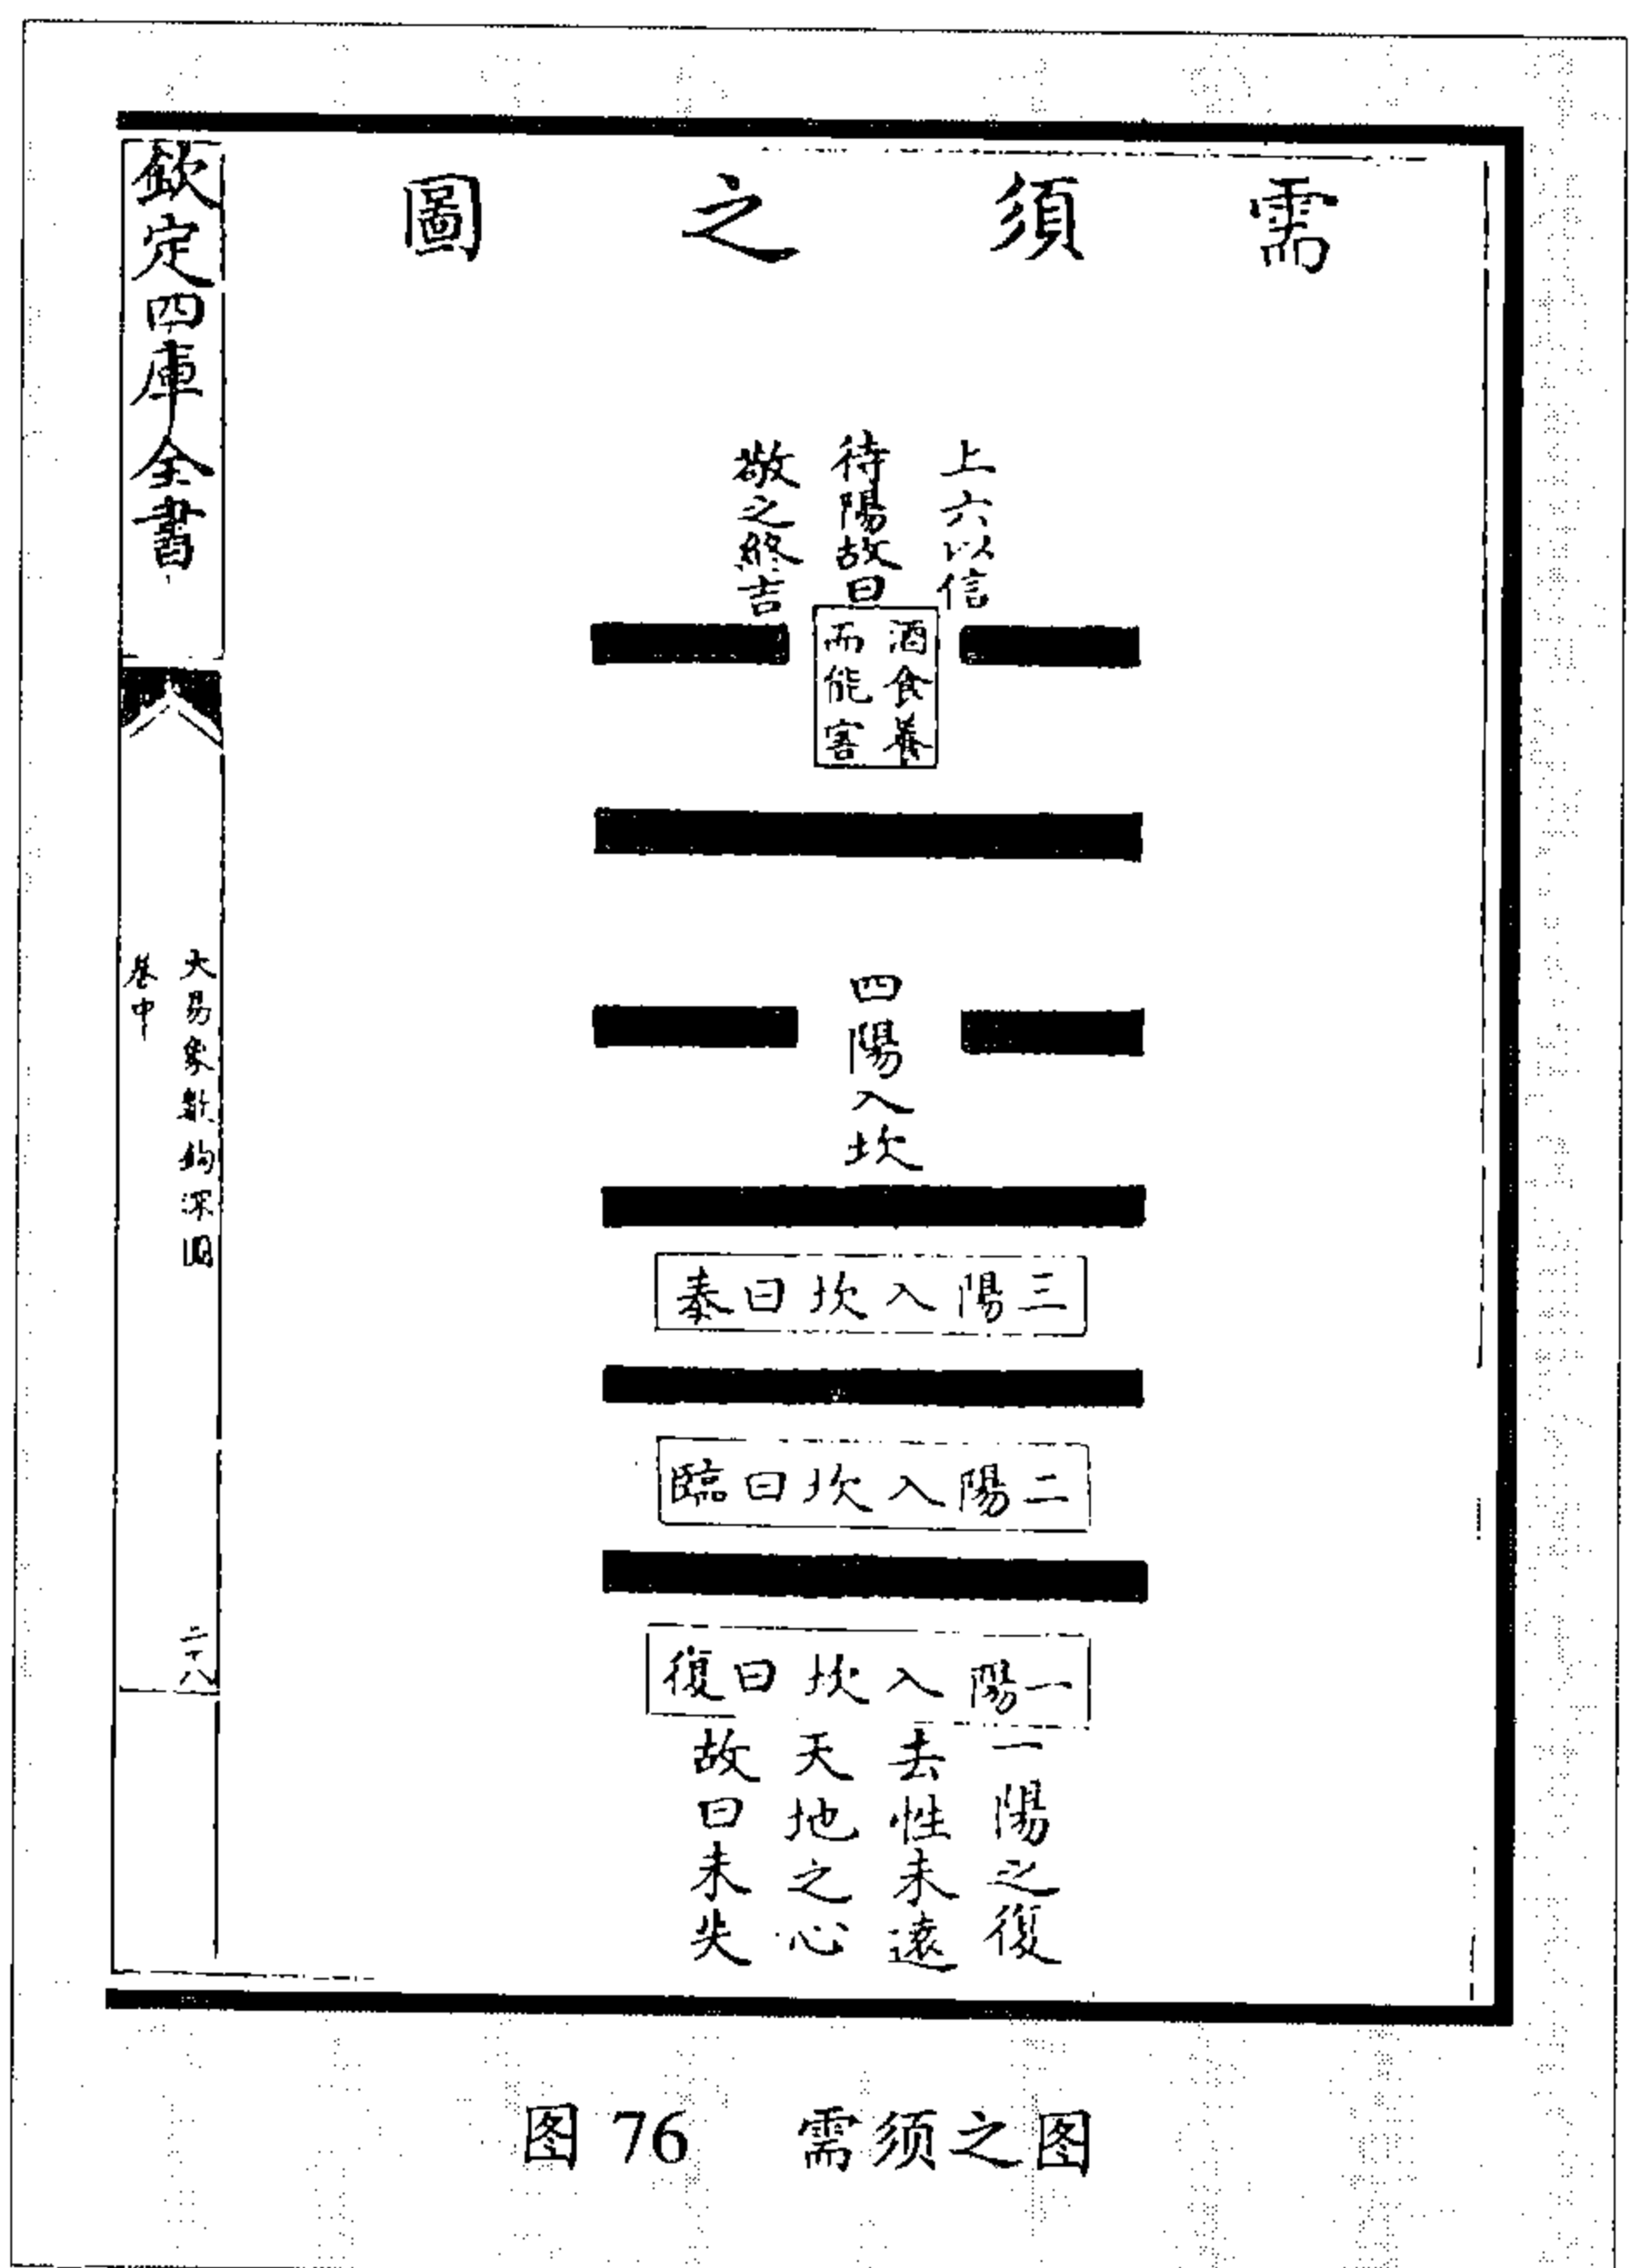 需須之圖
上六以信
待陽故曰
敬之終吉
酒食養
而能害
四陽入坎
三陽入坎曰泰
二陽入坎曰臨
一陽入坎曰復
一陽之復
去性未遠
天地之心
故曰未失
欽定四庫全書
大易象數鉤深圖
卷中
二十八
图 76 需须之图